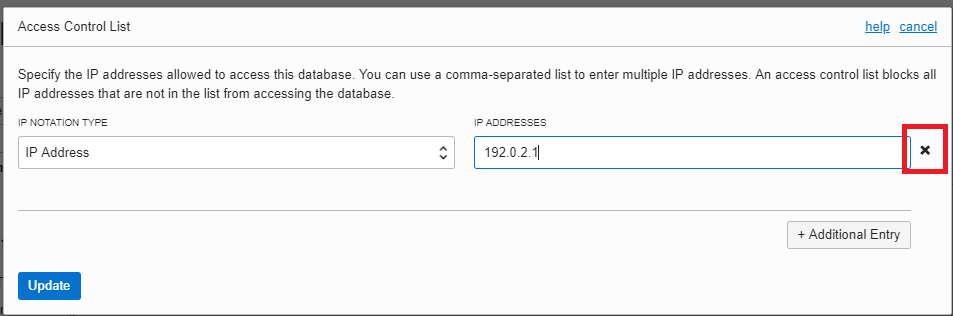 Access Control List
help cancel
Specify the IP addresses allowed to access this database. You can use a comma-separated list to enter multiple IP addresses. An access control list blocks all
IP addresses that are not in the list from accessing the database.
IP NOTATION TYPE
IP ADDRESSES
IP Address
192.0.2.1
+ Additional Entry
Update